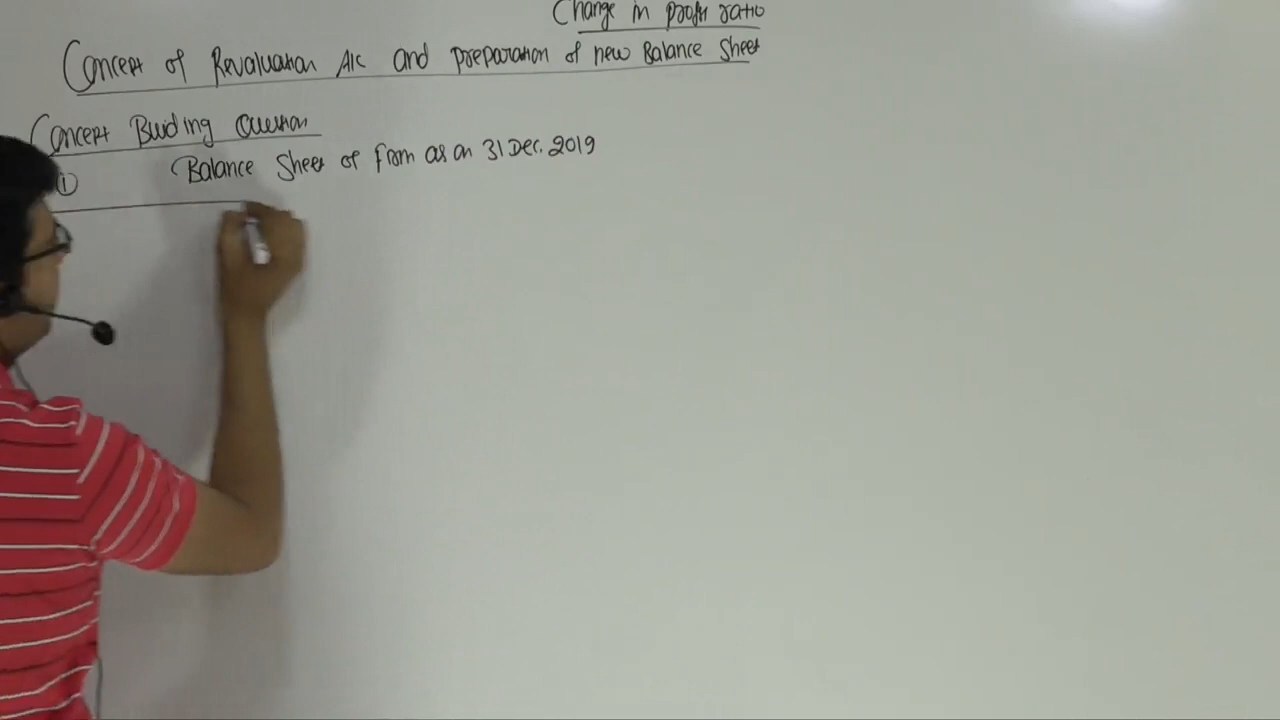 Change in profit ratio
Concept of Revaluation A/c and preparation of new Balance Sheet
Concept Buiding Question
① Balance Sheet of firm as on 31 Dec. 2019